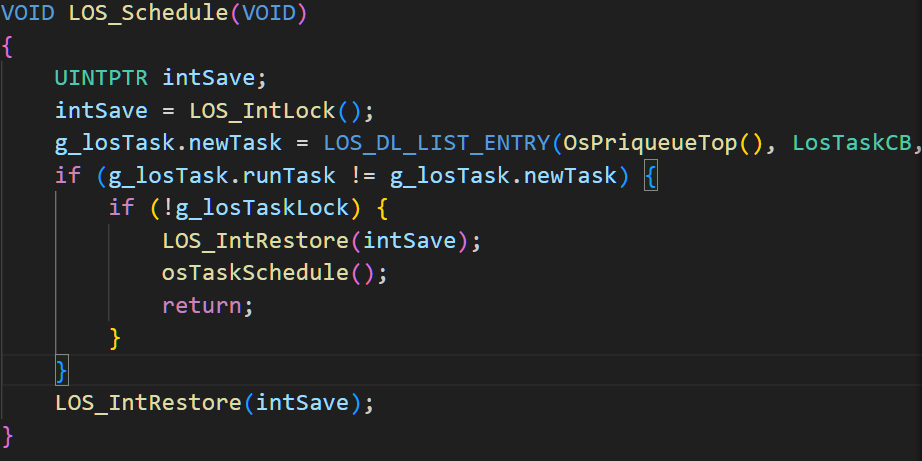 VOID LOS_Schedule(VOID)
{
    UINTPTR intSave;
    intSave = LOS_IntLock();
    g_losTask.newTask = LOS_DL_LIST_ENTRY(OsPriqueueTop(), LosTaskCB,
    if (g_losTask.runTask != g_losTask.newTask) {
        if (!g_losTaskLock) {
            LOS_IntRestore(intSave);
            osTaskSchedule();
            return;
        }
    }
    LOS_IntRestore(intSave);
}